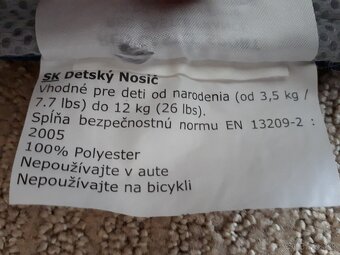 SK Detský Nosič
vhodné pre deti od narodenia (od 3,5 kg /
7.7 lbs) do 12 kg (26 lbs).
Spĺňa bezpečnostnú normu EN 13209-2 :
2005
100% Polyester
Nepoužívajte v aute
Nepoužívajte na bicykli